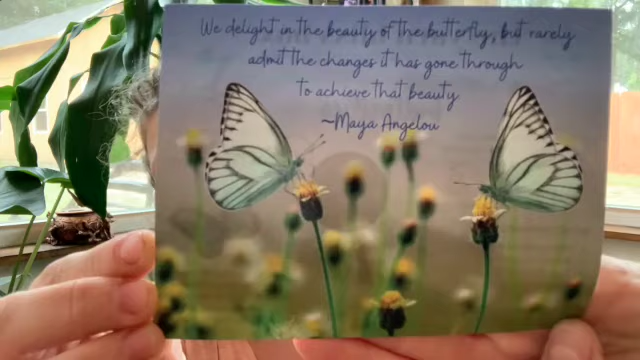 We delight in the beauty of the butterfly, but rarely
admit the changes it has gone through
to achieve that beauty
~Maya Angelou